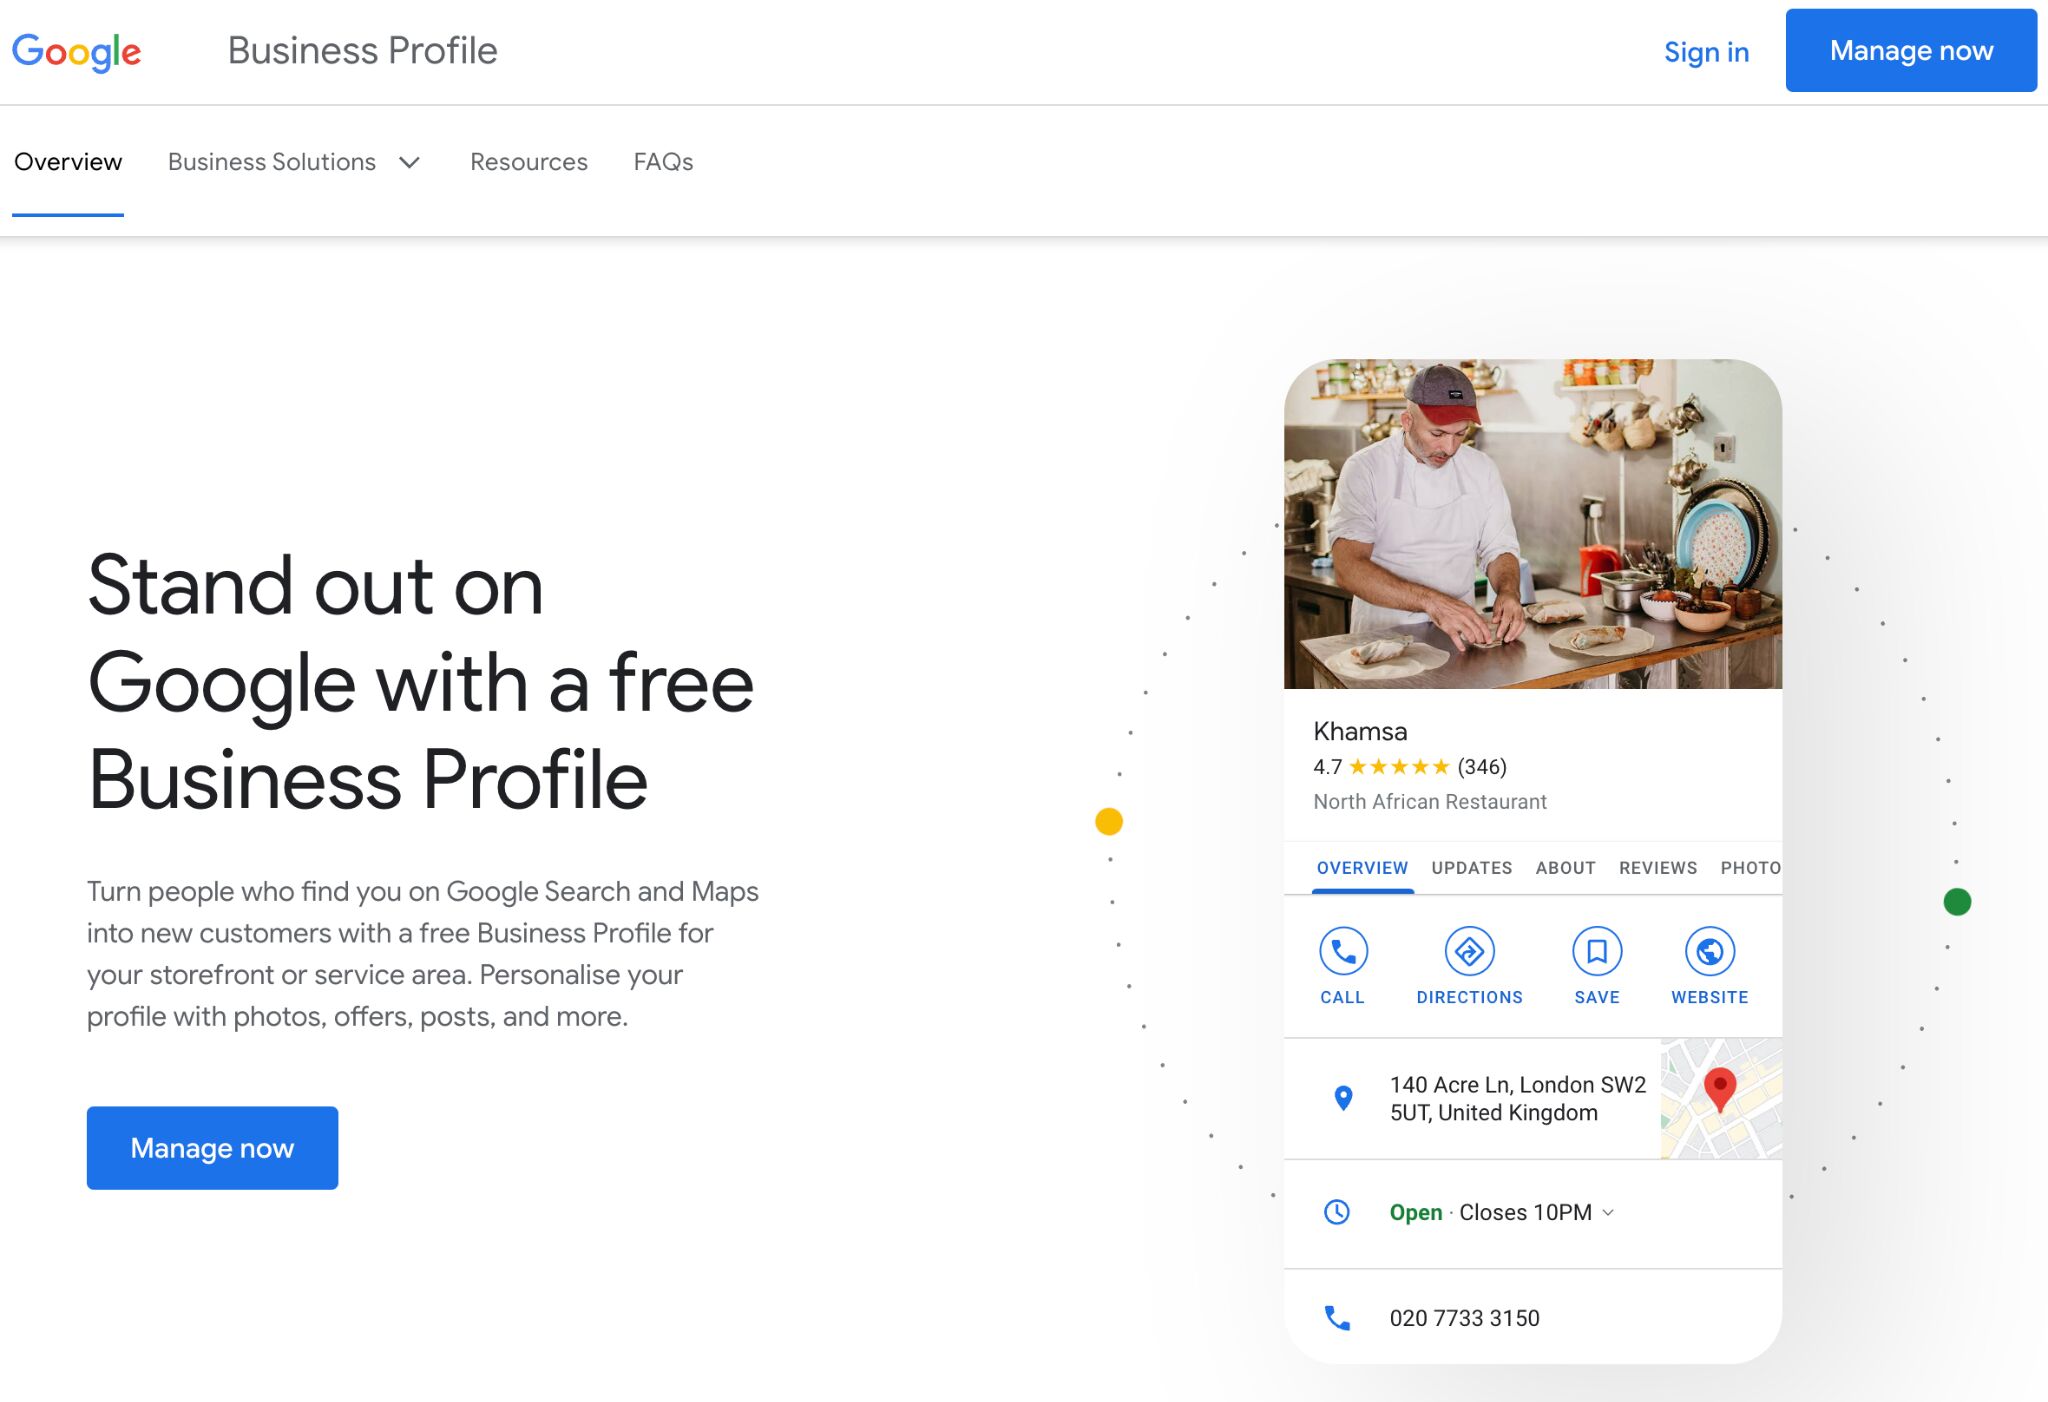 Google Business Profile Sign in Manage now
Overview Business Solutions Resources FAQs
Stand out on
Google with a free
Business Profile
Turn people who find you on Google Search and Maps
into new customers with a free Business Profile for
your storefront or service area. Personalise your
profile with photos, offers, posts, and more.
Manage now
Khamsa
4.7 ★★★★★ (346)
North African Restaurant
OVERVIEW UPDATES ABOUT REVIEWS PHOTO
CALL DIRECTIONS SAVE WEBSITE
140 Acre Ln, London SW2
5UT, United Kingdom
Open · Closes 10PM
020 7733 3150